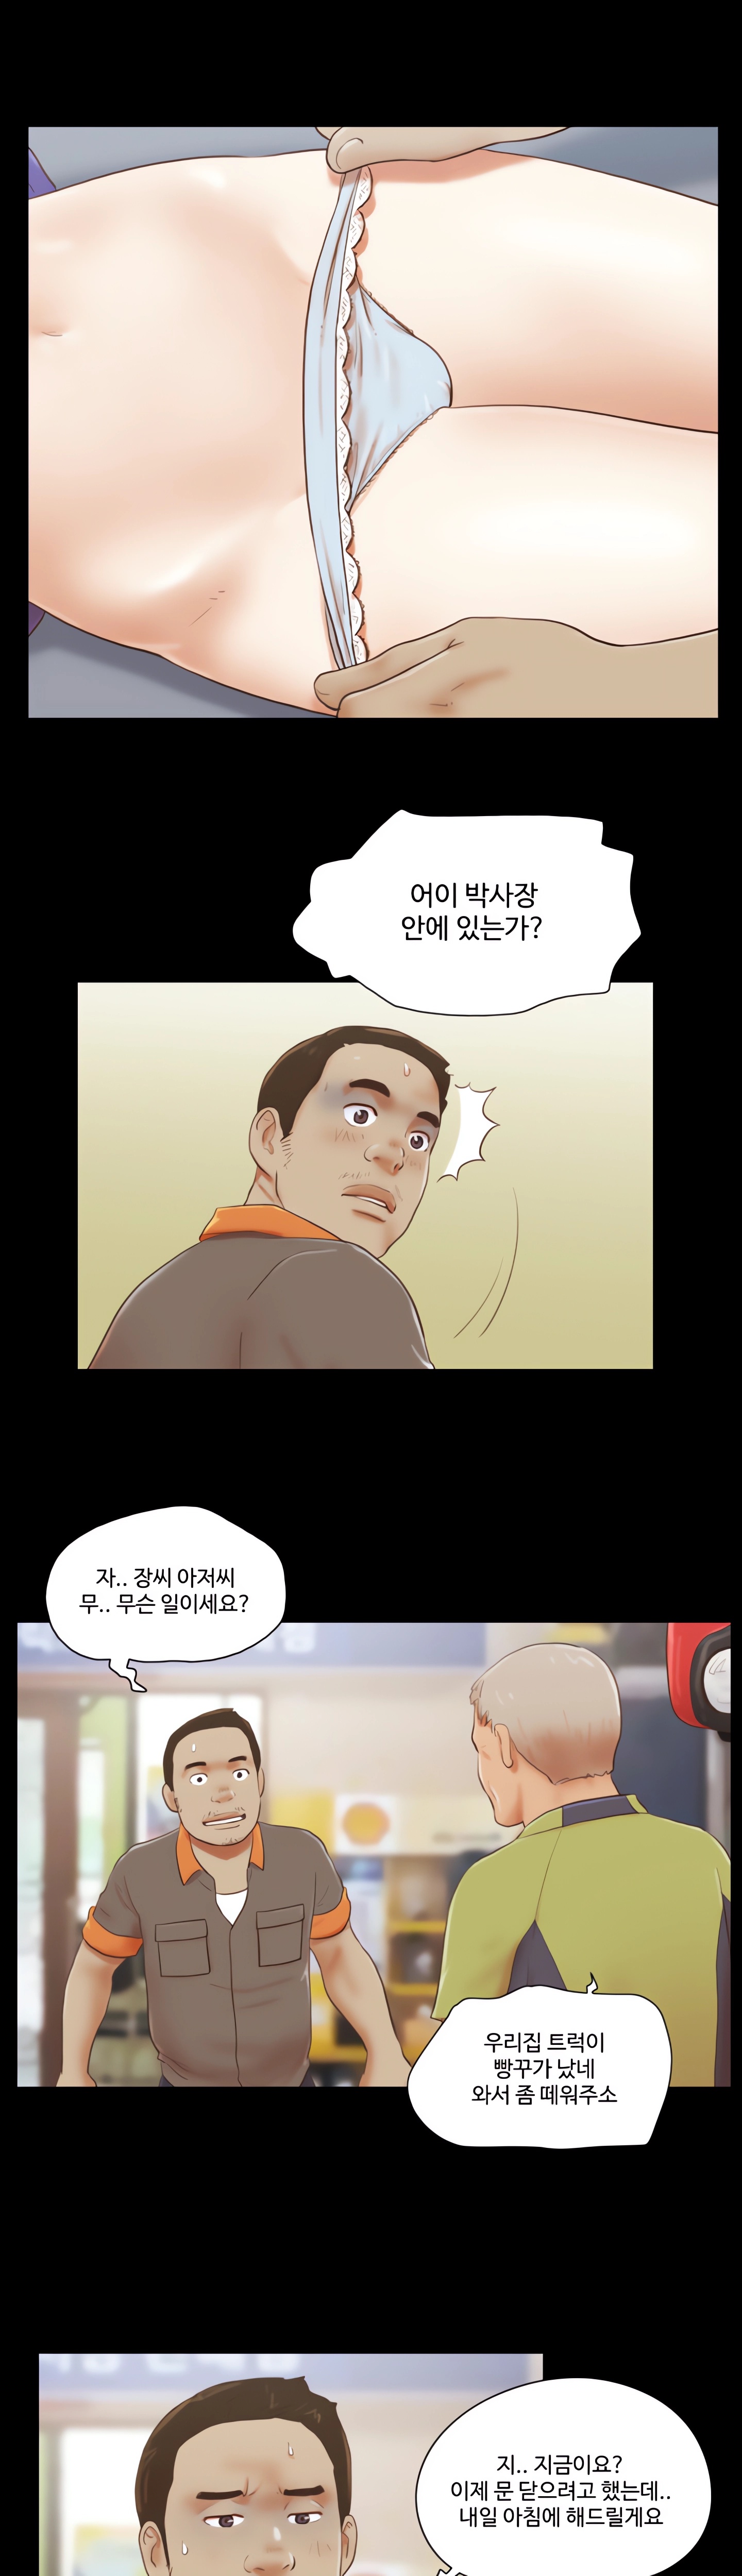 어이 박사장
안에 있는가?
자.. 장씨 아저씨
무.. 무슨 일이세요?
우리집 트럭이
빵꾸가 났네
와서 좀 떼워주소
지.. 지금이요?
이제 문 닫으려고 했는데..
내일 아침에 해드릴게요